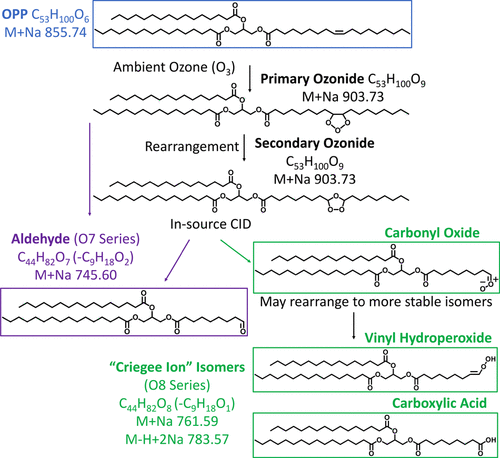 OPP C₅₃H₁₀₀O₆
M+Na 855.74
Ambient Ozone (O₃)
Primary Ozonide C₅₃H₁₀₀O₉
M+Na 903.73
Rearrangement
Secondary Ozonide
C₅₃H₁₀₀O₉
M+Na 903.73
In-source CID
Aldehyde (O7 Series)
C₄₄H₈₂O₇ (-C₉H₁₈O₂)
M+Na 745.60
Carbonyl Oxide
May rearrange to more stable isomers
Vinyl Hydroperoxide
“Criegee Ion” Isomers
(O8 Series)
C₄₄H₈₂O₈ (-C₉H₁₈O₁)
M+Na 761.59
M-H+2Na 783.57
Carboxylic Acid